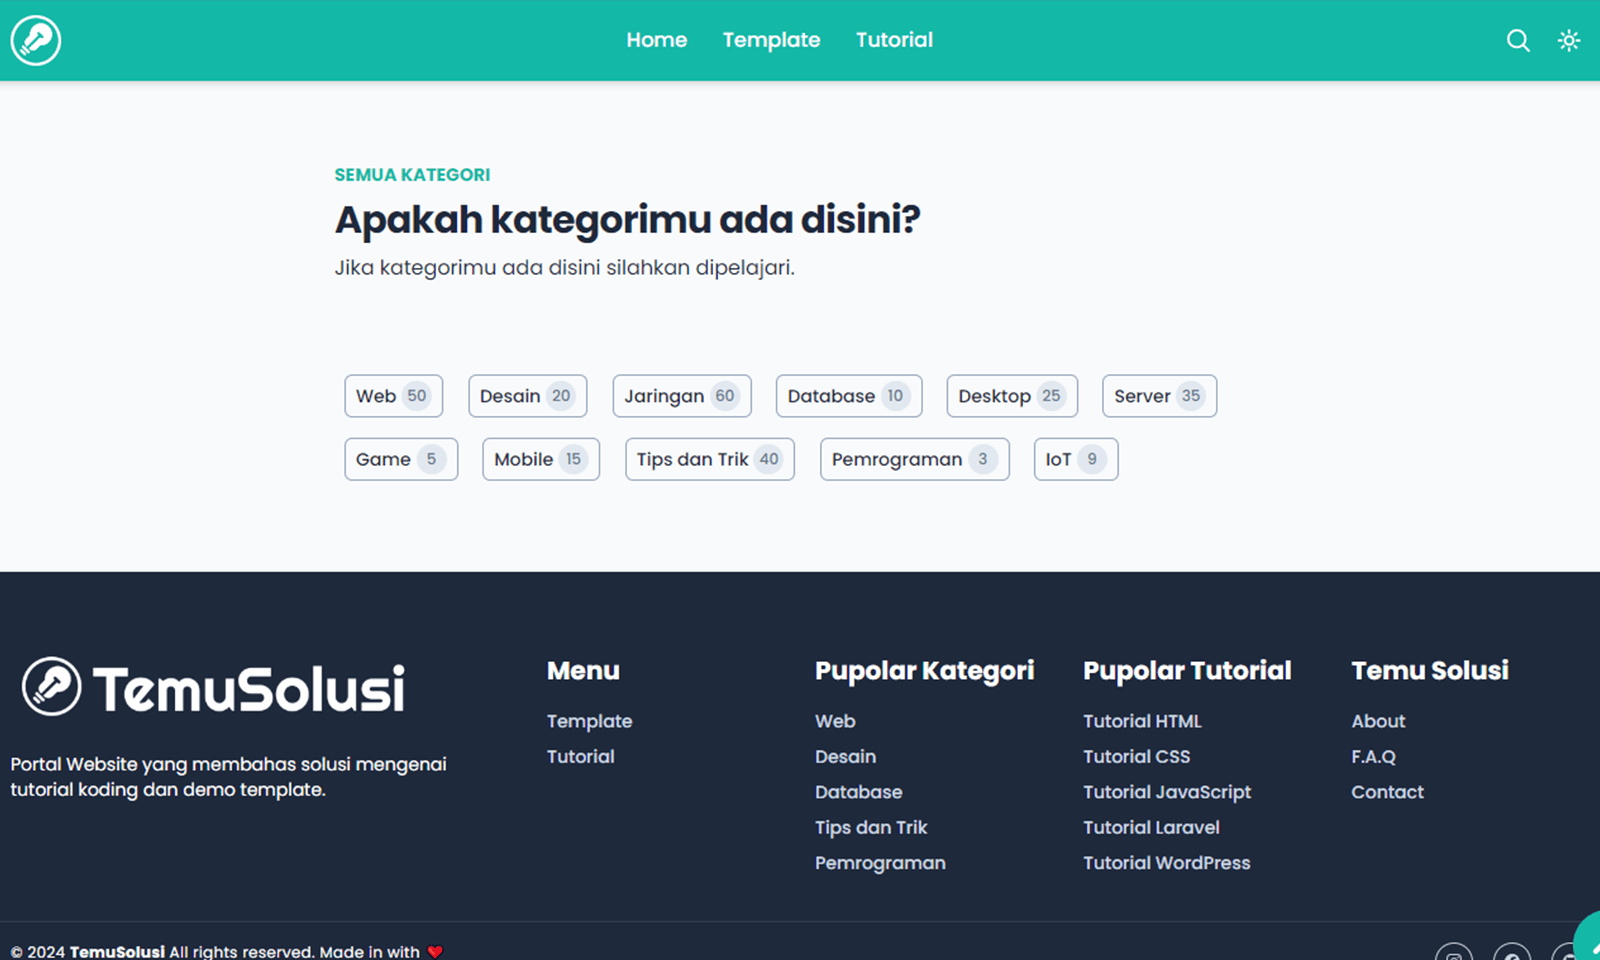 Home Template Tutorial
SEMUA KATEGORI
Apakah kategorimu ada disini?
Jika kategorimu ada disini silahkan dipelajari.
Web 50 Desain 20 Jaringan 60 Database 10 Desktop 25 Server 35
Game 5 Mobile 15 Tips dan Trik 40 Pemrograman 3 IoT 9
TemuSolusi
Portal Website yang membahas solusi mengenai
tutorial koding dan demo template.
Menu
Template
Tutorial
Pupolar Kategori
Web
Desain
Database
Tips dan Trik
Pemrograman
Pupolar Tutorial
Tutorial HTML
Tutorial CSS
Tutorial JavaScript
Tutorial Laravel
Tutorial WordPress
Temu Solusi
About
F.A.Q
Contact
© 2024 TemuSolusi All rights reserved. Made in with ❤️